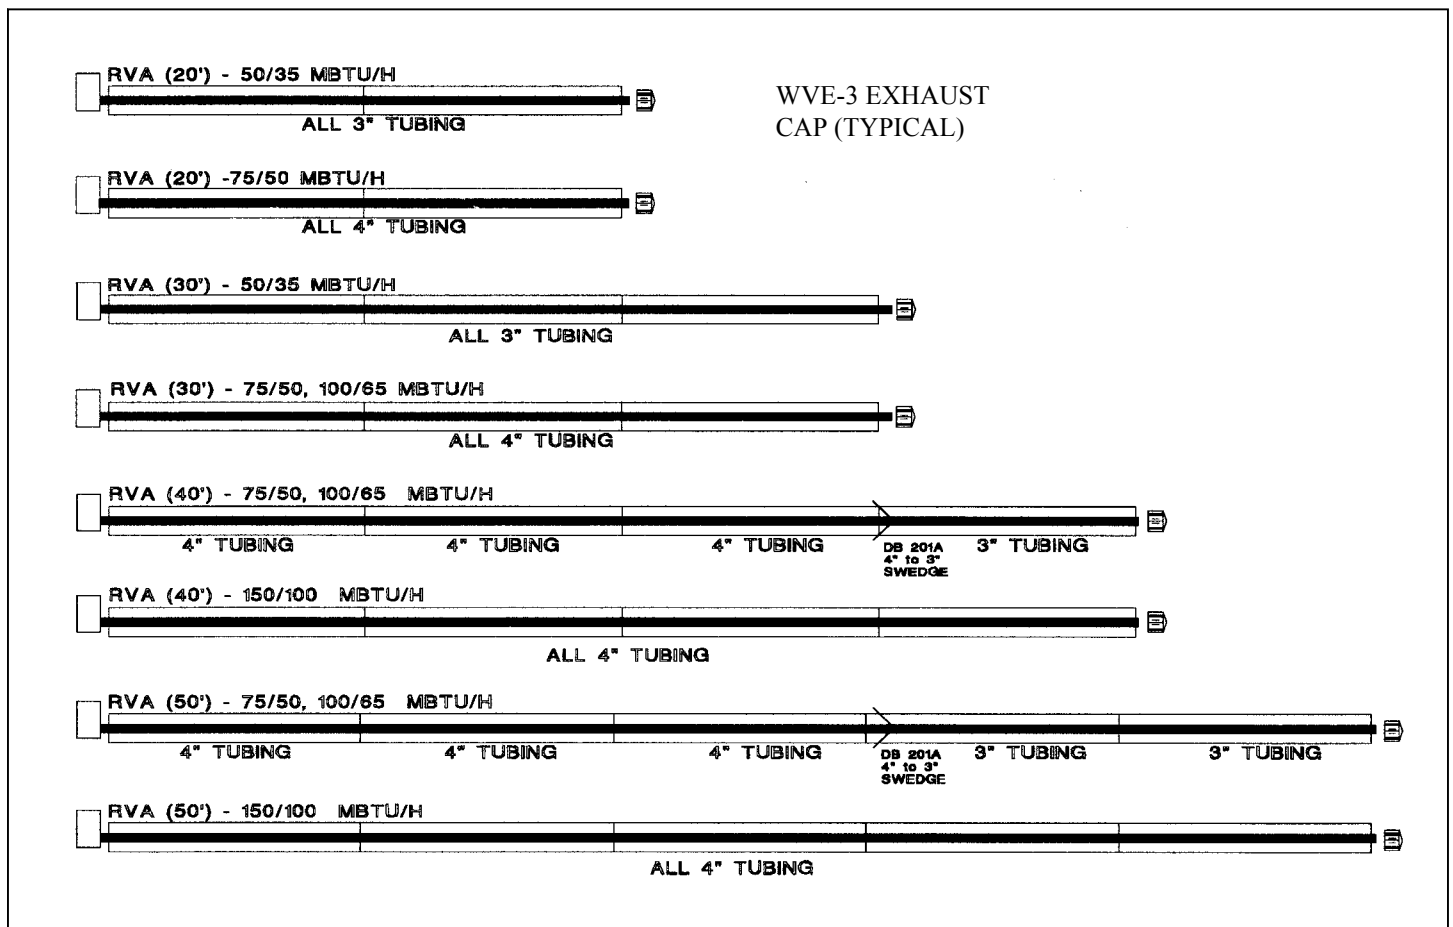 RVA (20') - 50/35 MBTU/H
WVE-3 EXHAUST
CAP (TYPICAL)
ALL 3" TUBING
RVA (20') -75/50 MBTU/H
ALL 4" TUBING
RVA (30') - 50/35 MBTU/H
ALL 3" TUBING
RVA (30') - 75/50, 100/65 MBTU/H
ALL 4" TUBING
RVA (40') - 75/50, 100/65 MBTU/H
4" TUBING 4" TUBING 4" TUBING 3" TUBING
DB 201A
4" to 3"
SWEDGE
RVA (40') - 150/100 MBTU/H
ALL 4" TUBING
RVA (50') - 75/50, 100/65 MBTU/H
4" TUBING 4" TUBING 4" TUBING 3" TUBING 3" TUBING
DB 201A
4" to 3"
SWEDGE
RVA (50') - 150/100 MBTU/H
ALL 4" TUBING